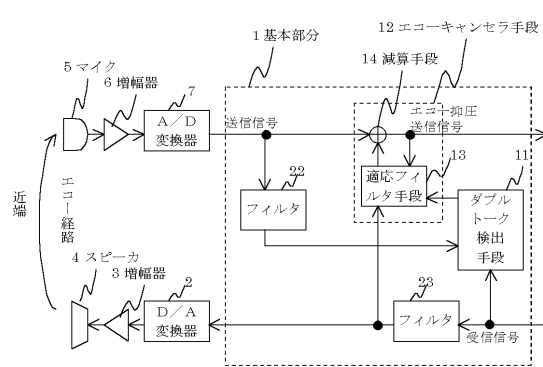 12エコーキャンセラ手段
1基本部分
14減算手段
5マイク
6増幅器
7
A/D
変換器
送信信号
エコー抑圧
送信信号
22
フィルタ
適応フィ
ルタ手段
13
11
ダブル
トーク
検出
手段
近端
エコー経路
4スピーカ
3増幅器
2
D/A
変換器
23
フィルタ
受信信号